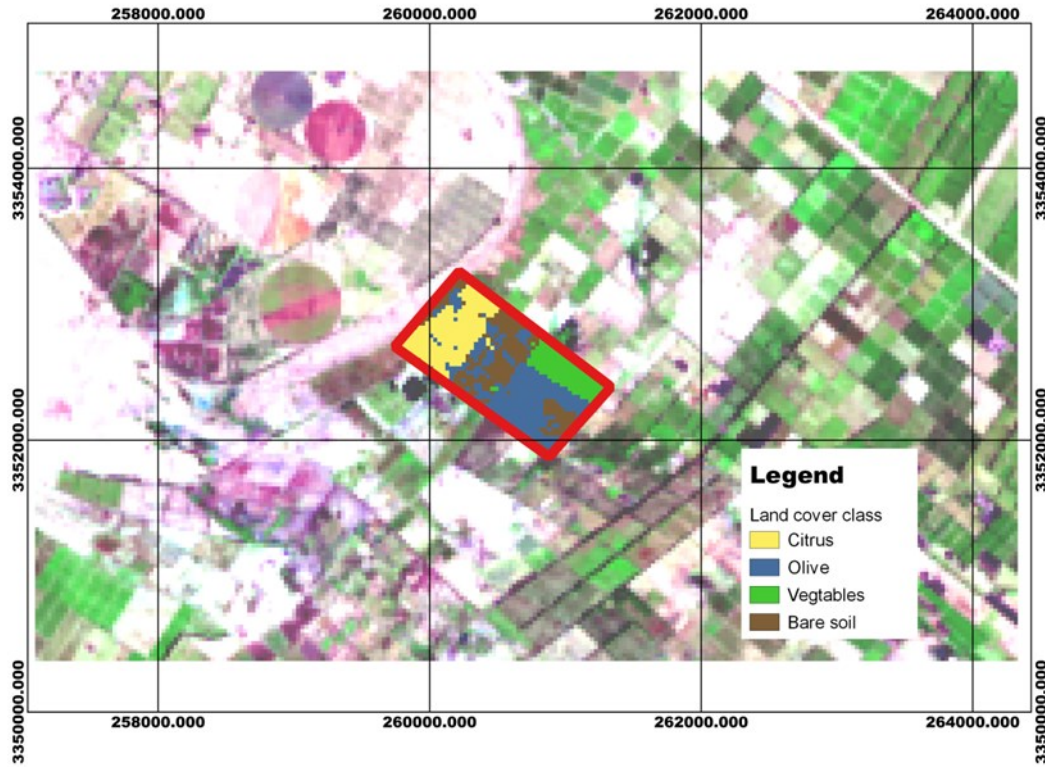 258000.000 260000.000 262000.000 264000.000
3354000.000 3354000.000
3352000.000 3352000.000
Legend
Land cover class
Citrus
Olive
Vegtables
Bare soil
3350000.000 3350000.000
258000.000 260000.000 262000.000 264000.000